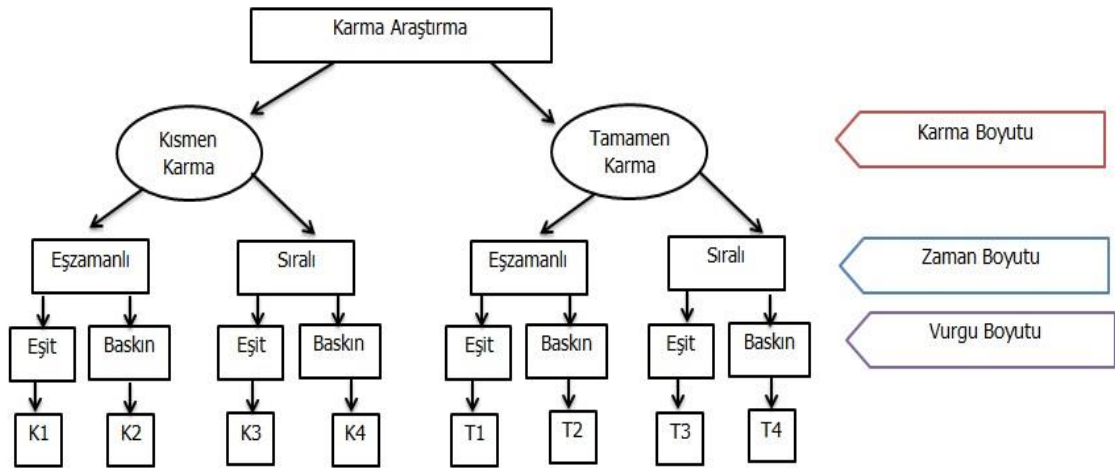 Karma Araştırma
Kısmen
Karma
Tamamen
Karma
Karma Boyutu
Eşzamanlı
Sıralı
Eşzamanlı
Sıralı
Zaman Boyutu
Eşit
Baskın
Eşit
Baskın
Eşit
Baskın
Eşit
Baskın
Vurgu Boyutu
K1
K2
K3
K4
T1
T2
T3
T4